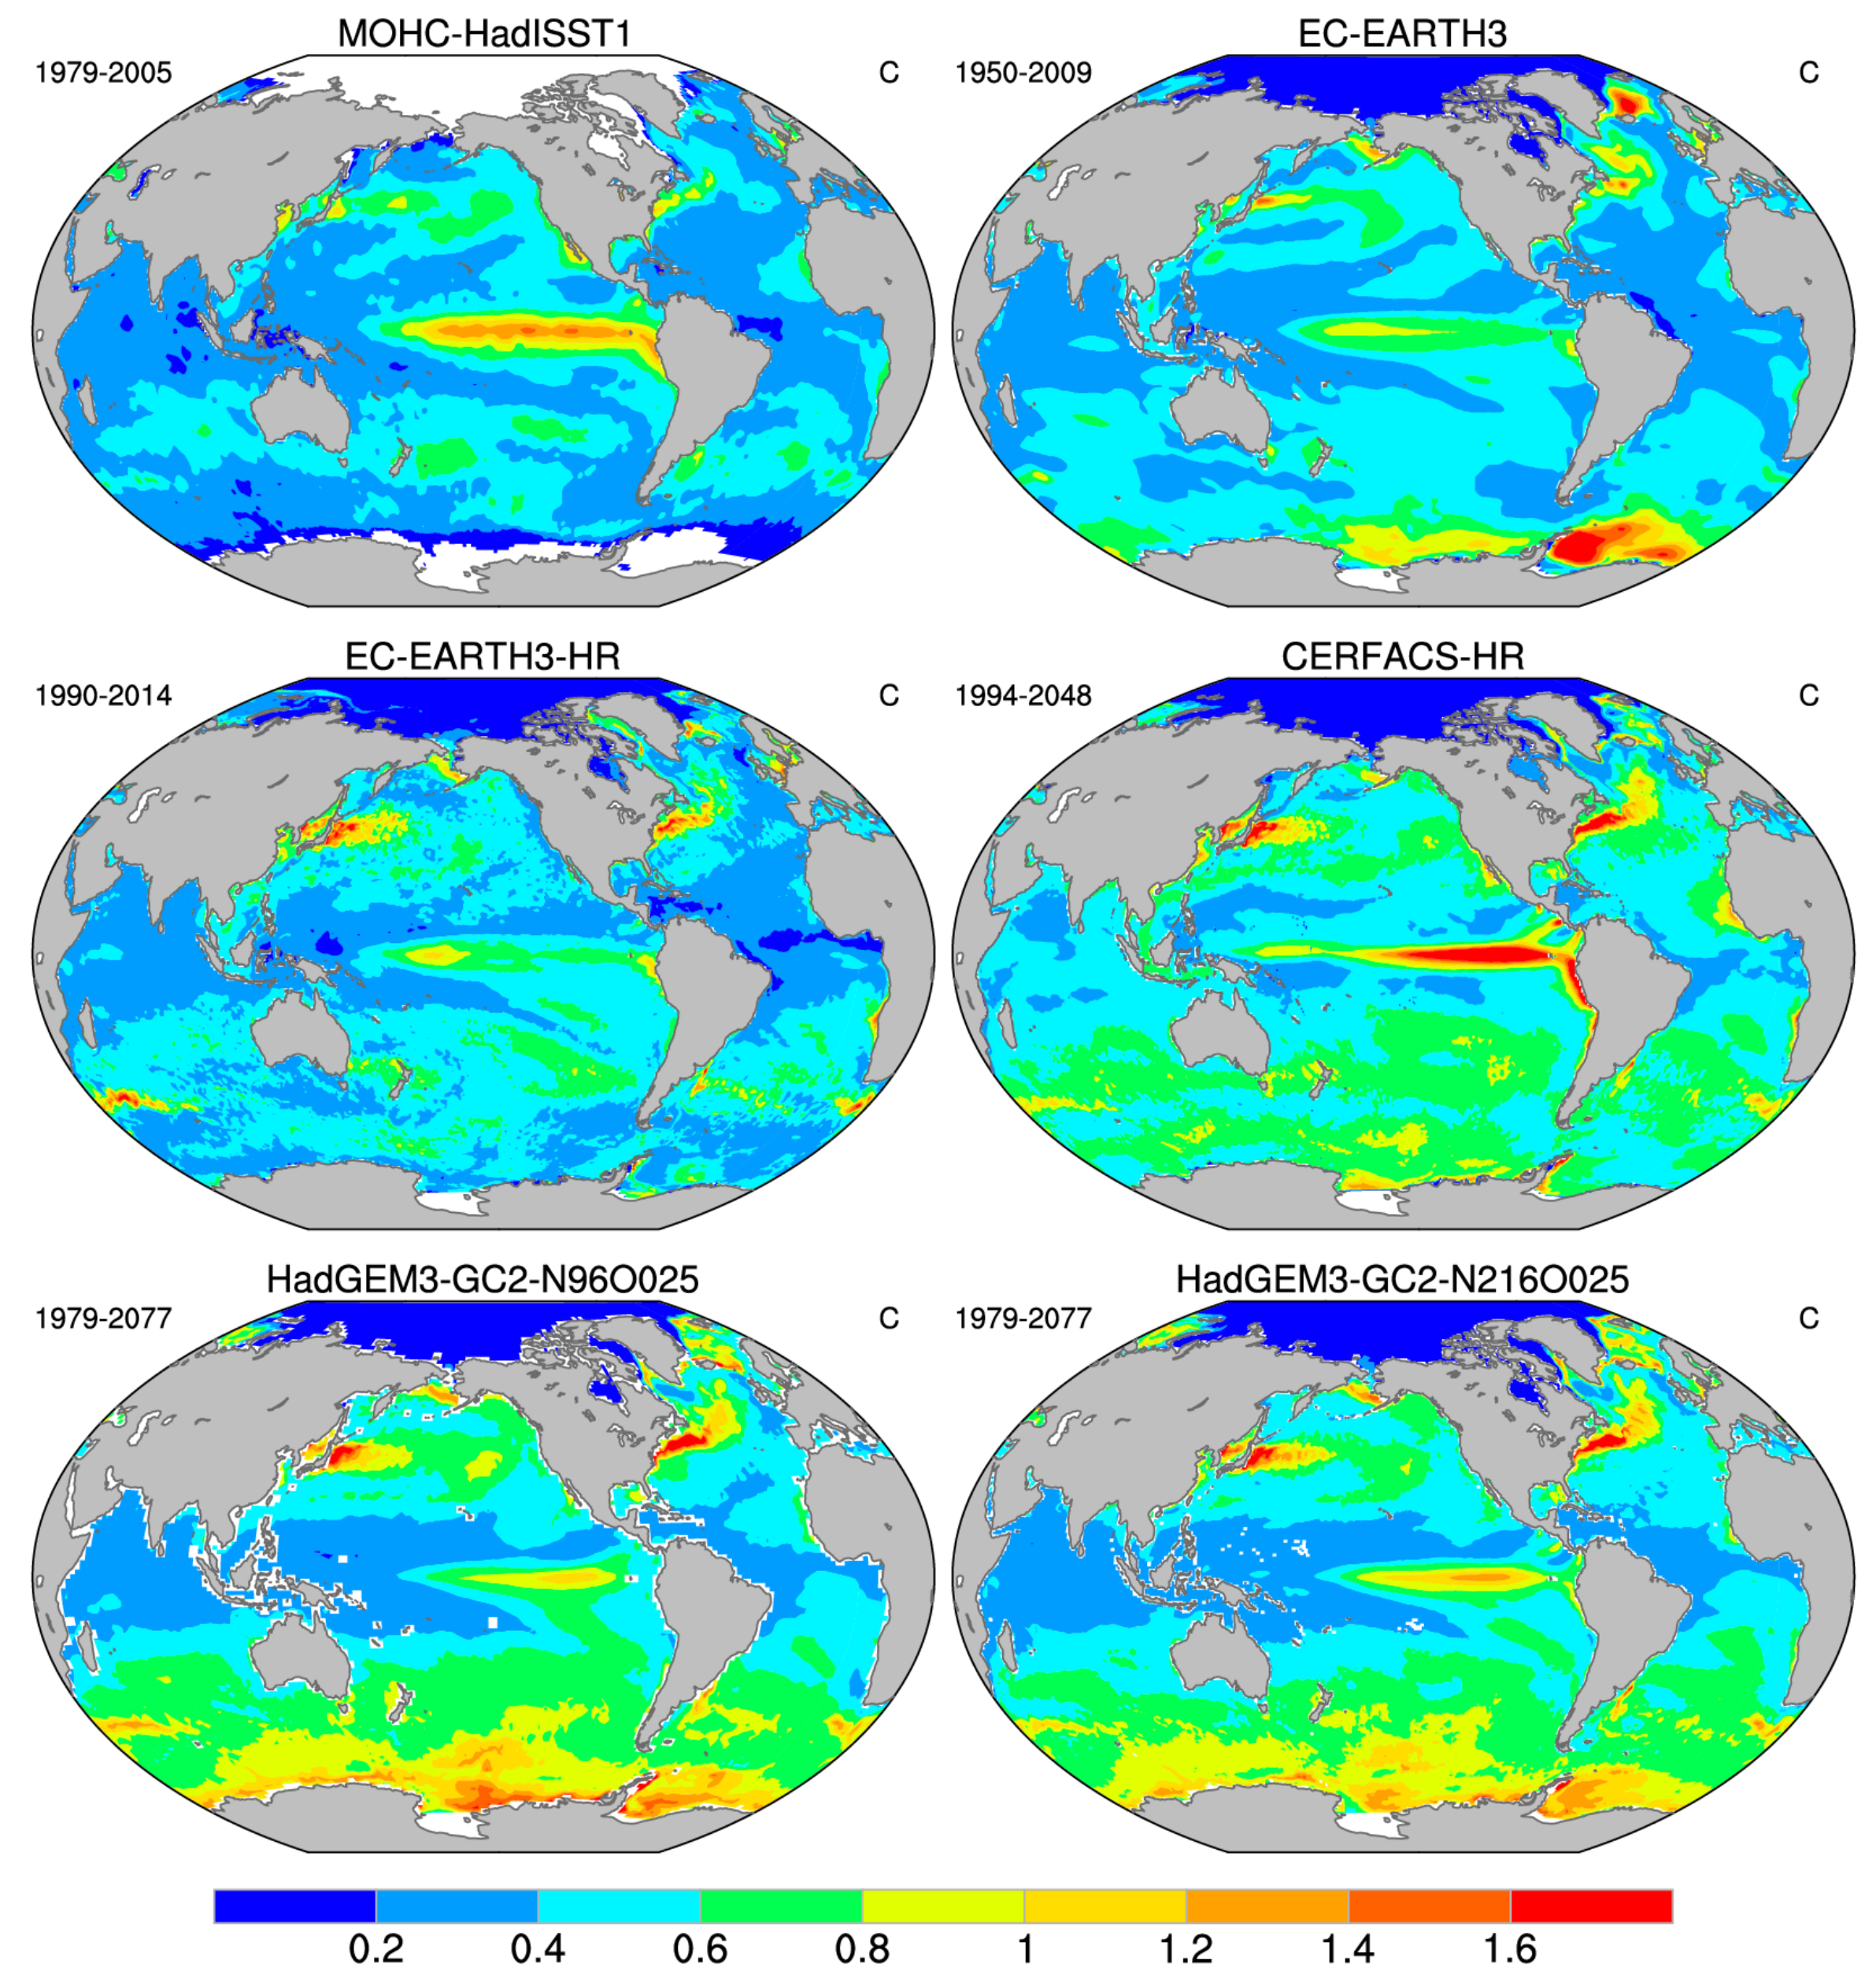 MOHC-HadISST1
1979-2005 C
EC-EARTH3
1950-2009 C
EC-EARTH3-HR
1990-2014 C
CERFACS-HR
1994-2048 C
HadGEM3-GC2-N96O025
1979-2077 C
HadGEM3-GC2-N216O025
1979-2077 C
0.2 0.4 0.6 0.8 1 1.2 1.4 1.6